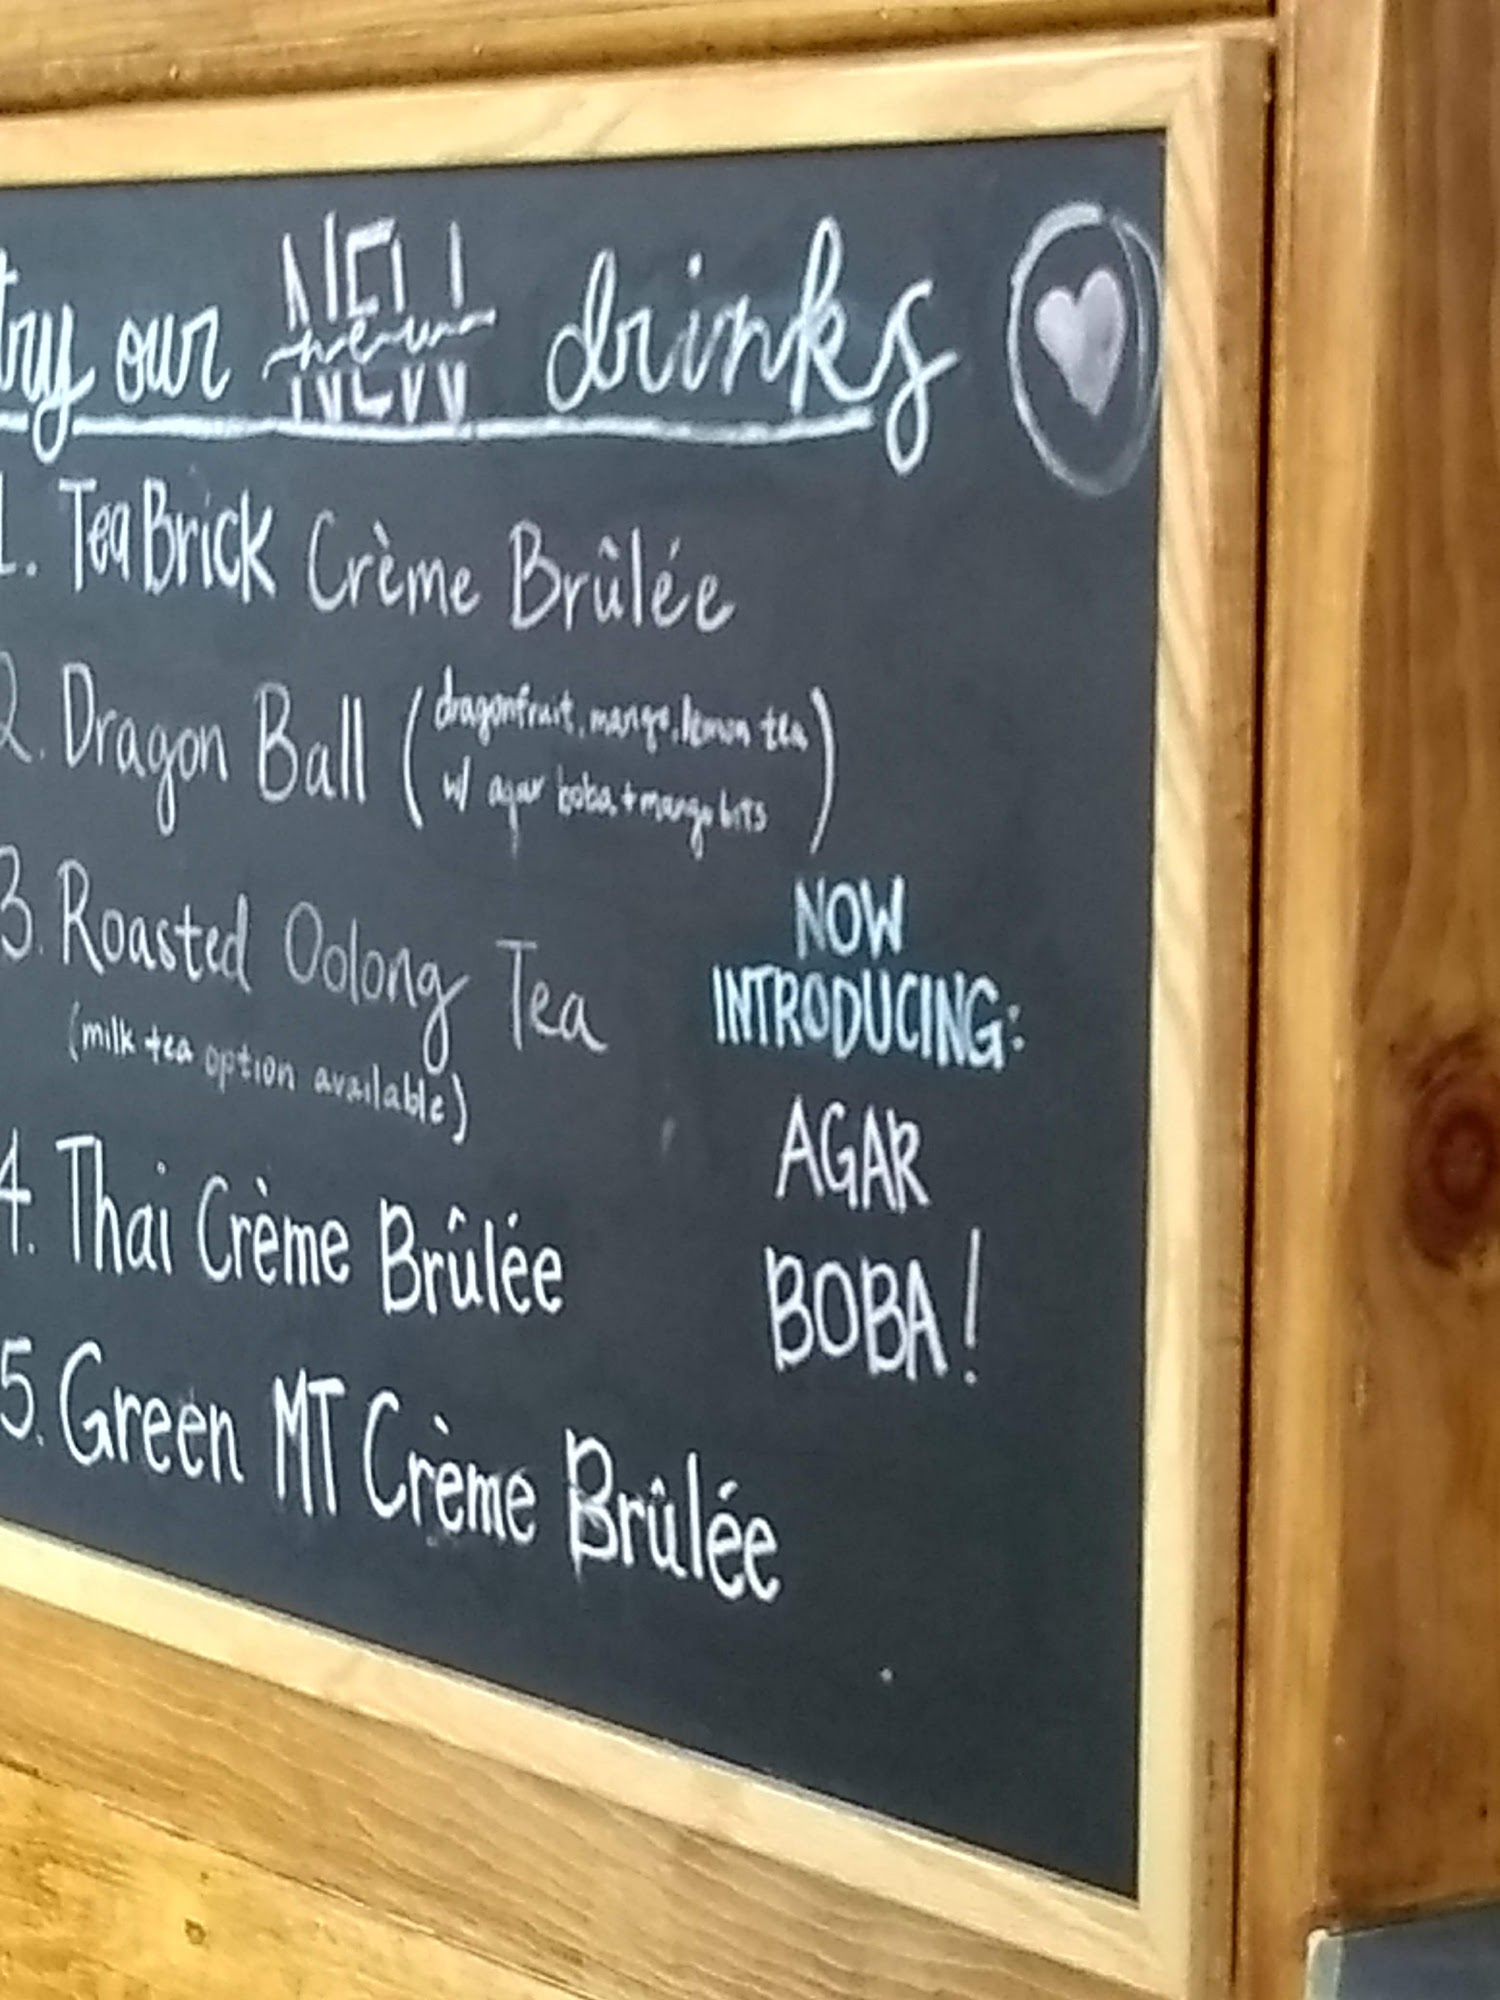 try our NEW new drinks
1. TeaBrick Crème Brûlée
2. Dragon Ball (dragonfruit, mango, lemon tea
w/ agar boba, + mango bits)
3. Roasted Oolong Tea
(milk tea option available)
4. Thai Crème Brûlée
5. Green MT Crème Brûlée
NOW
INTRODUCING:
AGAR
BOBA!